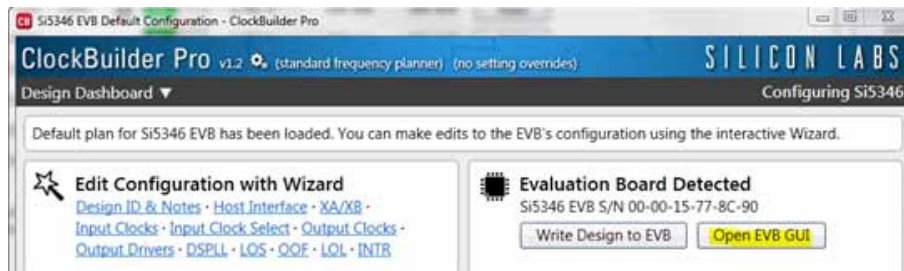 Si5346 EVB Default Configuration - ClockBuilder Pro
ClockBuilder Pro v1.2 (standard frequency planner) (no setting overrides) SILICON LABS
Design Dashboard ▼ Configuring Si5346
Default plan for Si5346 EVB has been loaded. You can make edits to the EVB's configuration using the interactive Wizard.
Edit Configuration with Wizard
Design ID & Notes · Host Interface · XA/XB ·
Input Clocks · Input Clock Select · Output Clocks ·
Output Drivers · DSPLL · LOS · OOF · LOL · INTR
Evaluation Board Detected
Si5346 EVB S/N 00-00-15-77-8C-90
Write Design to EVB Open EVB GUI